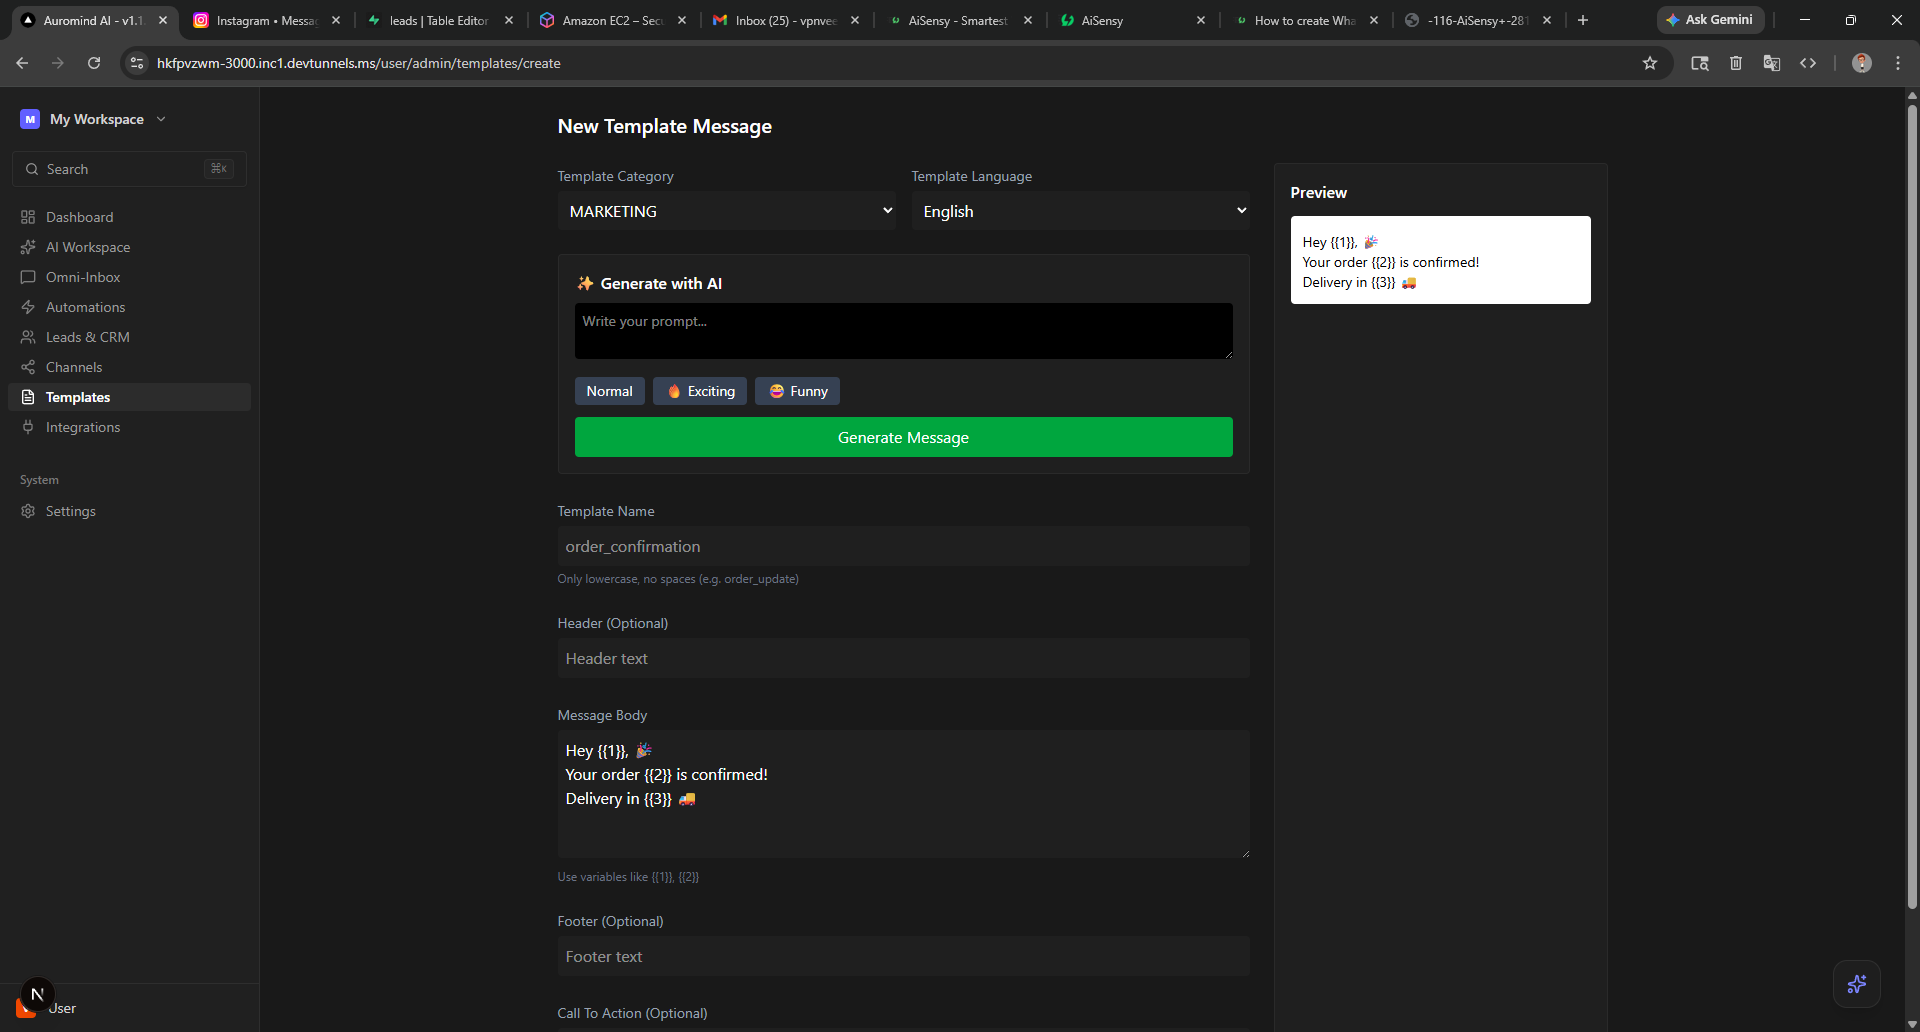 Auromind AI - v1.1.
Instagram • Messa
leads | Table Editor
Amazon EC2 – Sec
Inbox (25) - vpnvee
AiSensy - Smartest
AiSensy
How to create Wha
-116-AiSensy+-281
Ask Gemini
hkfpvzwm-3000.inc1.devtunnels.ms/user/admin/templates/create
M My Workspace
Search ⌘K
Dashboard
AI Workspace
Omni-Inbox
Automations
Leads & CRM
Channels
Templates
Integrations
System
Settings
N
User
New Template Message
Template Category
MARKETING
Template Language
English
✨ Generate with AI
Write your prompt...
Normal
🔥 Exciting
😂 Funny
Generate Message
Template Name
order_confirmation
Only lowercase, no spaces (e.g. order_update)
Header (Optional)
Header text
Message Body
Hey {{1}}, 🎉
Your order {{2}} is confirmed!
Delivery in {{3}} 🚚
Use variables like {{1}}, {{2}}
Footer (Optional)
Footer text
Call To Action (Optional)
Preview
Hey {{1}}, 🎉
Your order {{2}} is confirmed!
Delivery in {{3}} 🚚